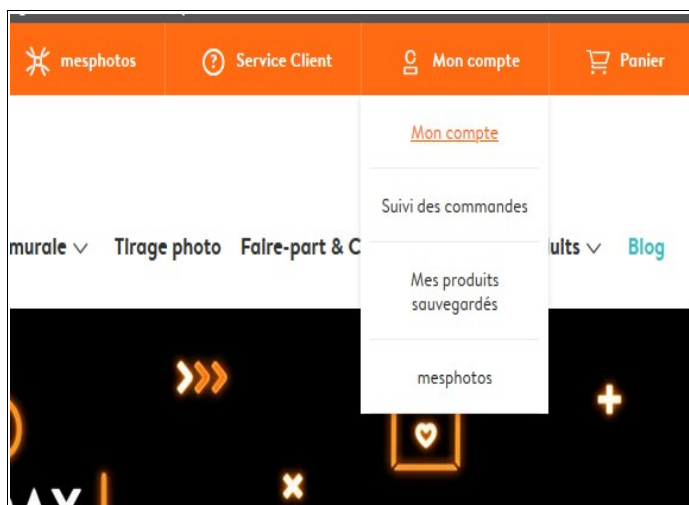 mesphotos
Service Client
Mon compte
Panier
Mon compte
Suivi des commandes
murale
Tirage photo
Faire-part & C
ults
Blog
Mes produits
sauvegardés
mesphotos